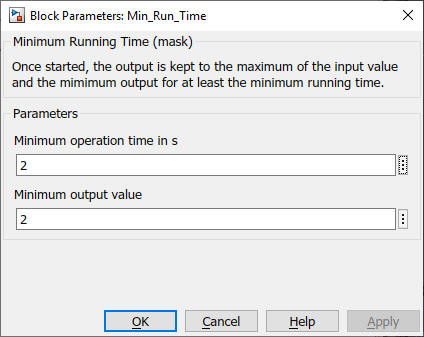 Block Parameters: Min_Run_Time
Minimum Running Time (mask)
Once started, the output is kept to the maximum of the input value
and the mimimum output for at least the minimum running time.
Parameters
Minimum operation time in s
2
Minimum output value
2
OK Cancel Help Apply